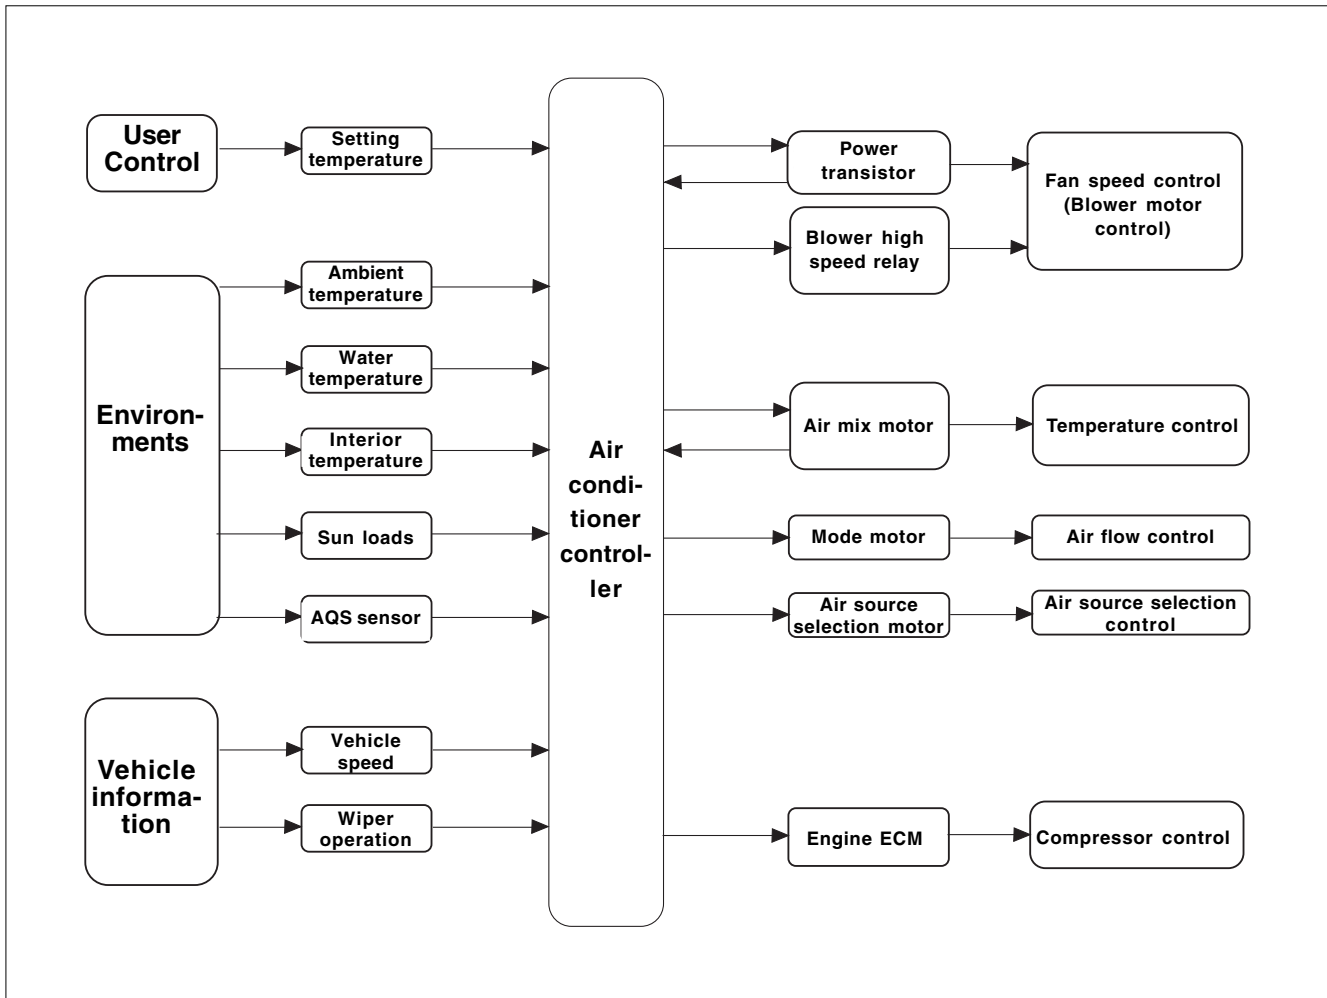 User
Control
Setting
temperature
Environ-
ments
Ambient
temperature
Water
temperature
Interior
temperature
Sun loads
AQS sensor
Vehicle
informa-
tion
Vehicle
speed
Wiper
operation
Air
condi-
tioner
control-
ler
Power
transistor
Blower high
speed relay
Fan speed control
(Blower motor
control)
Air mix motor
Temperature control
Mode motor
Air flow control
Air source
selection motor
Air source selection
control
Engine ECM
Compressor control